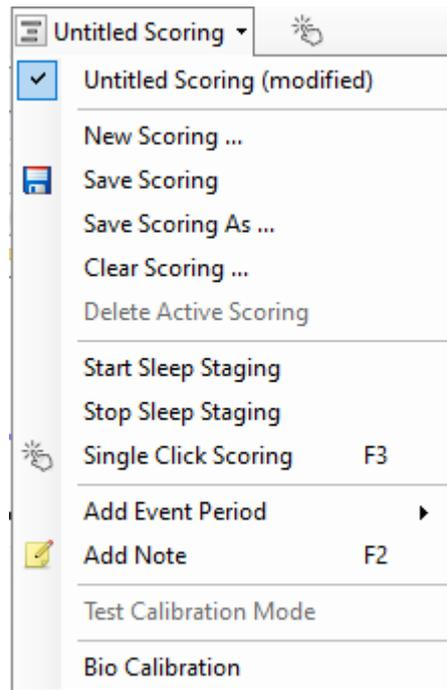 Untitled Scoring
Untitled Scoring (modified)
New Scoring ...
Save Scoring
Save Scoring As ...
Clear Scoring ...
Delete Active Scoring
Start Sleep Staging
Stop Sleep Staging
Single Click Scoring F3
Add Event Period
Add Note F2
Test Calibration Mode
Bio Calibration